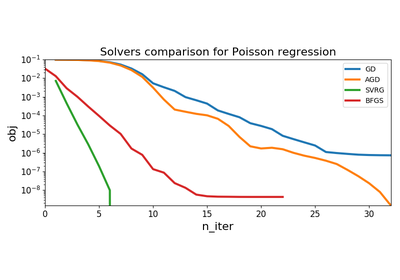 Solvers comparison for Poisson regression
10⁻¹
10⁻²
10⁻³
10⁻⁴
10⁻⁵
10⁻⁶
10⁻⁷
10⁻⁸
obj
GD
AGD
SVRG
BFGS
0 5 10 15 20 25 30
n_iter